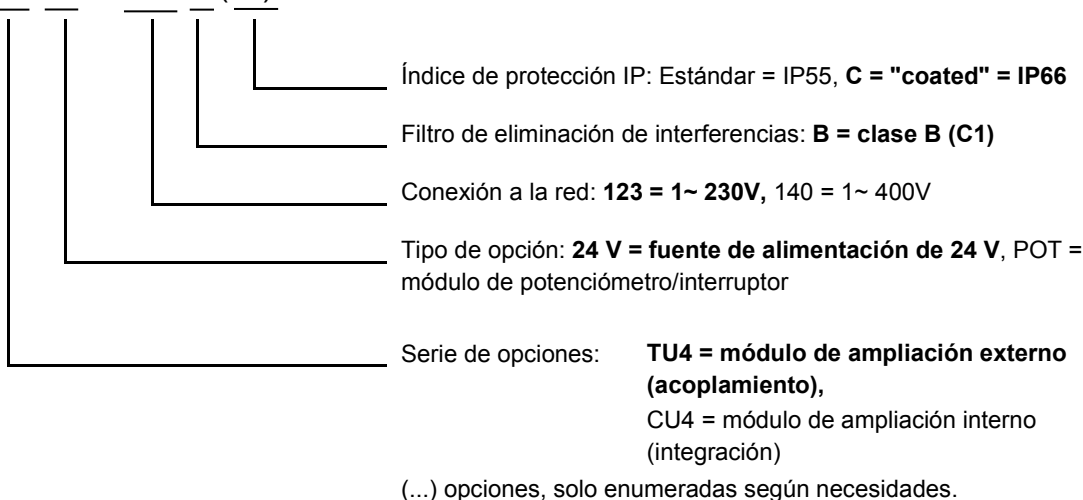 Índice de protección IP: Estándar = IP55, C = "coated" = IP66
Filtro de eliminación de interferencias: B = clase B (C1)
Conexión a la red: 123 = 1~ 230V, 140 = 1~ 400V
Tipo de opción: 24 V = fuente de alimentación de 24 V, POT =
módulo de potenciómetro/interruptor
Serie de opciones: TU4 = módulo de ampliación externo
(acoplamiento),
CU4 = módulo de ampliación interno
(integración)
(...) opciones, solo enumeradas según necesidades.